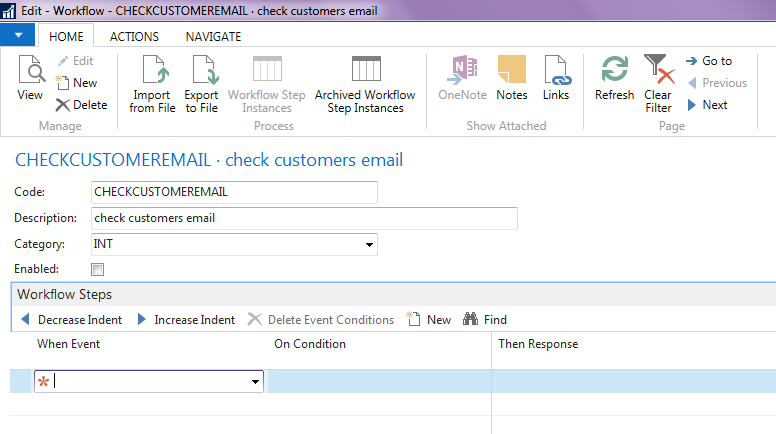 Edit - Workflow - CHECKCUSTOMEREMAIL · check customers email
HOME ACTIONS NAVIGATE
View Edit New Delete Import from File Export to File Workflow Step Instances Archived Workflow Step Instances OneNote Notes Links Refresh Clear Filter Go to Previous Next
Manage Process Show Attached Page
CHECKCUSTOMEREMAIL · check customers email
Code: CHECKCUSTOMEREMAIL
Description: check customers email
Category: INT
Enabled:
Workflow Steps
Decrease Indent Increase Indent Delete Event Conditions New Find
When Event On Condition Then Response